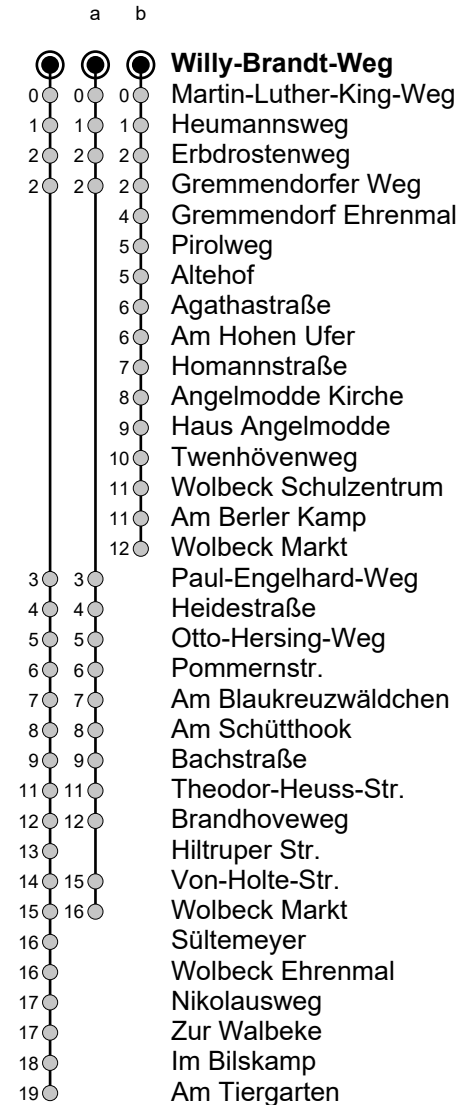 a b
Willy-Brandt-Weg
0 0 0 Martin-Luther-King-Weg
1 1 1 Heumannsweg
2 2 2 Erbdrostenweg
2 2 2 Gremmendorfer Weg
4 Gremmendorf Ehrenmal
5 Pirolweg
5 Altehof
6 Agathastraße
6 Am Hohen Ufer
7 Homannstraße
8 Angelmodde Kirche
9 Haus Angelmodde
10 Twenhövenweg
11 Wolbeck Schulzentrum
11 Am Berler Kamp
12 Wolbeck Markt
3 3 Paul-Engelhard-Weg
4 4 Heidestraße
5 5 Otto-Hersing-Weg
6 6 Pommernstr.
7 7 Am Blaukreuzwäldchen
8 8 Am Schütthook
9 9 Bachstraße
11 11 Theodor-Heuss-Str.
12 12 Brandhoveweg
13 Hiltruper Str.
14 15 Von-Holte-Str.
15 16 Wolbeck Markt
16 Sültemeyer
16 Wolbeck Ehrenmal
17 Nikolausweg
17 Zur Walbeke
18 Im Bilskamp
19 Am Tiergarten